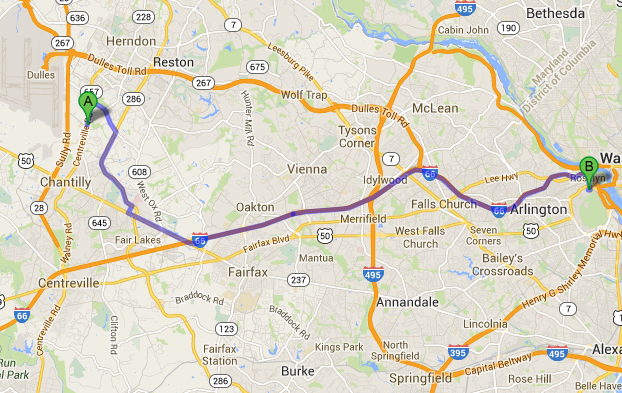 495
Bethesda
Cabin John
636
228
7
190
Herndon
267
Leesburg Pike
Reston
675
Dulles Toll Rd
Dulles
267
Maryland
District of Columbia
657
286
Wolf Trap
Dulles Toll Rd
McLean
A
Hunter Mill Rd
Tysons
Corner
Centreville
Sully Rd
50
608
Vienna
7
66
Idylwood
Lee Hwy
B
Wa
Rosslyn
Chantilly
West Ox Rd
28
645
Oakton
Merrifield
Falls Church
66
Arlington
Walney Rd
Fair Lakes
66
Fairfax Blvd
50
West Falls
Church
Seven
Corners
50
Mantua
Bailey's
Crossroads
Centreville
Fairfax
237
495
Henry G Shirley Memorial Hwy
66
Braddock Rd
Annandale
7
Centreville Rd
Clifton Rd
123
Braddock Rd
Lincolnia
Fairfax
Station
Kings Park
North
Springfield
395
Capital Beltway
495
Alexa
Run
nal Park
286
Burke
Springfield
Rose Hill